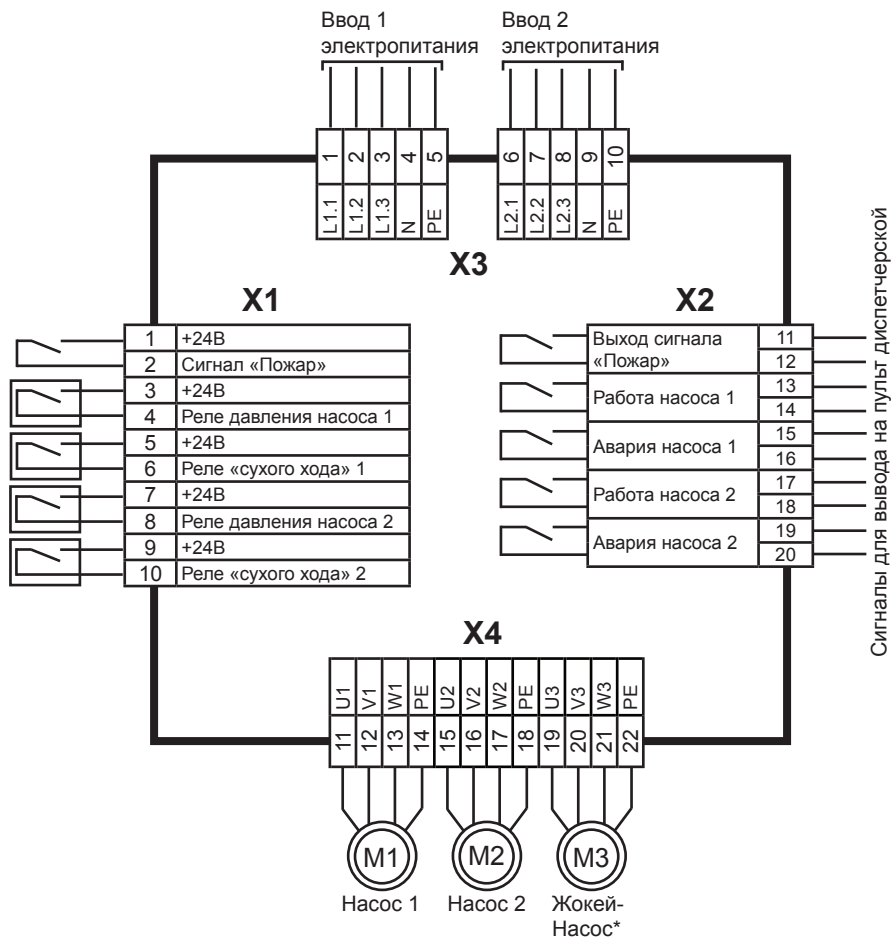 Ввод 1
электропитания
Ввод 2
электропитания
1 2 3 4 5
L1.1 L1.2 L1.3 N PE
6 7 8 9 10
L2.1 L2.2 L2.3 N PE
X3
X1
1 +24В
2 Сигнал «Пожар»
3 +24В
4 Реле давления насоса 1
5 +24В
6 Реле «сухого хода» 1
7 +24В
8 Реле давления насоса 2
9 +24В
10 Реле «сухого хода» 2
X2
Выход сигнала 11
«Пожар» 12
Работа насоса 1 13
14
Авария насоса 1 15
16
Работа насоса 2 17
18
Авария насоса 2 19
20
Сигналы для вывода на пульт диспетчерской
X4
U1 V1 W1 PE U2 V2 W2 PE U3 V3 W3 PE
11 12 13 14 15 16 17 18 19 20 21 22
M1 M2 M3
Насос 1
Насос 2
Жокей-
Насос*